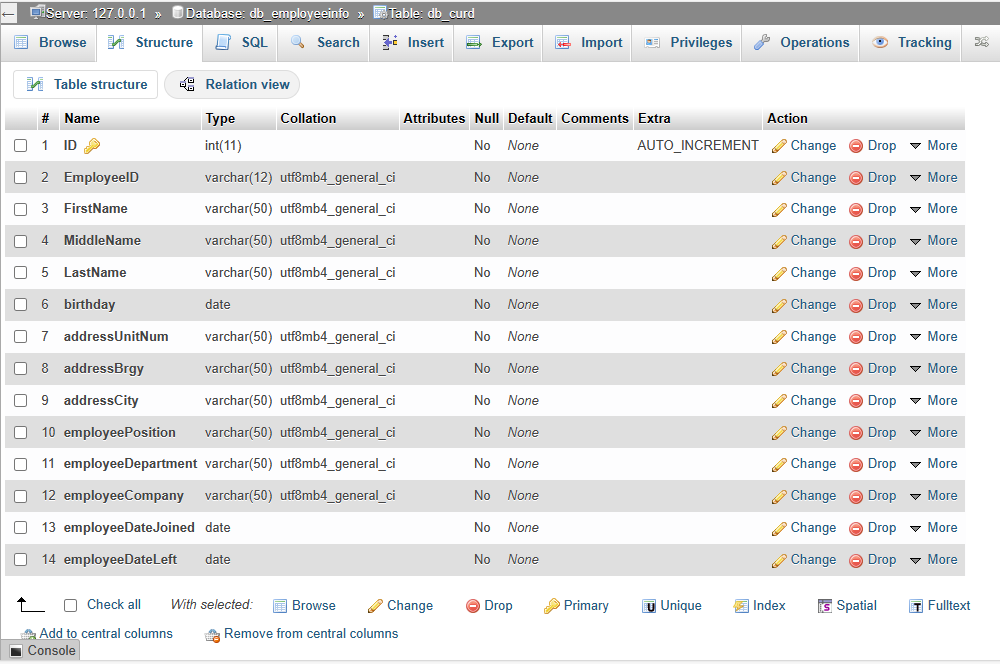 Server: 127.0.0.1 » Database: db_employeeinfo » Table: db_curd
Browse Structure SQL Search Insert Export Import Privileges Operations Tracking
Table structure Relation view
# Name Type Collation Attributes Null Default Comments Extra Action
1 ID int(11) No None AUTO_INCREMENT Change Drop More
2 EmployeeID varchar(12) utf8mb4_general_ci No None Change Drop More
3 FirstName varchar(50) utf8mb4_general_ci No None Change Drop More
4 MiddleName varchar(50) utf8mb4_general_ci No None Change Drop More
5 LastName varchar(50) utf8mb4_general_ci No None Change Drop More
6 birthday date No None Change Drop More
7 addressUnitNum varchar(50) utf8mb4_general_ci No None Change Drop More
8 addressBrgy varchar(50) utf8mb4_general_ci No None Change Drop More
9 addressCity varchar(50) utf8mb4_general_ci No None Change Drop More
10 employeePosition varchar(50) utf8mb4_general_ci No None Change Drop More
11 employeeDepartment varchar(50) utf8mb4_general_ci No None Change Drop More
12 employeeCompany varchar(50) utf8mb4_general_ci No None Change Drop More
13 employeeDateJoined date No None Change Drop More
14 employeeDateLeft date No None Change Drop More
Check all With selected: Browse Change Drop Primary Unique Index Spatial Fulltext
Add to central columns Remove from central columns
Console